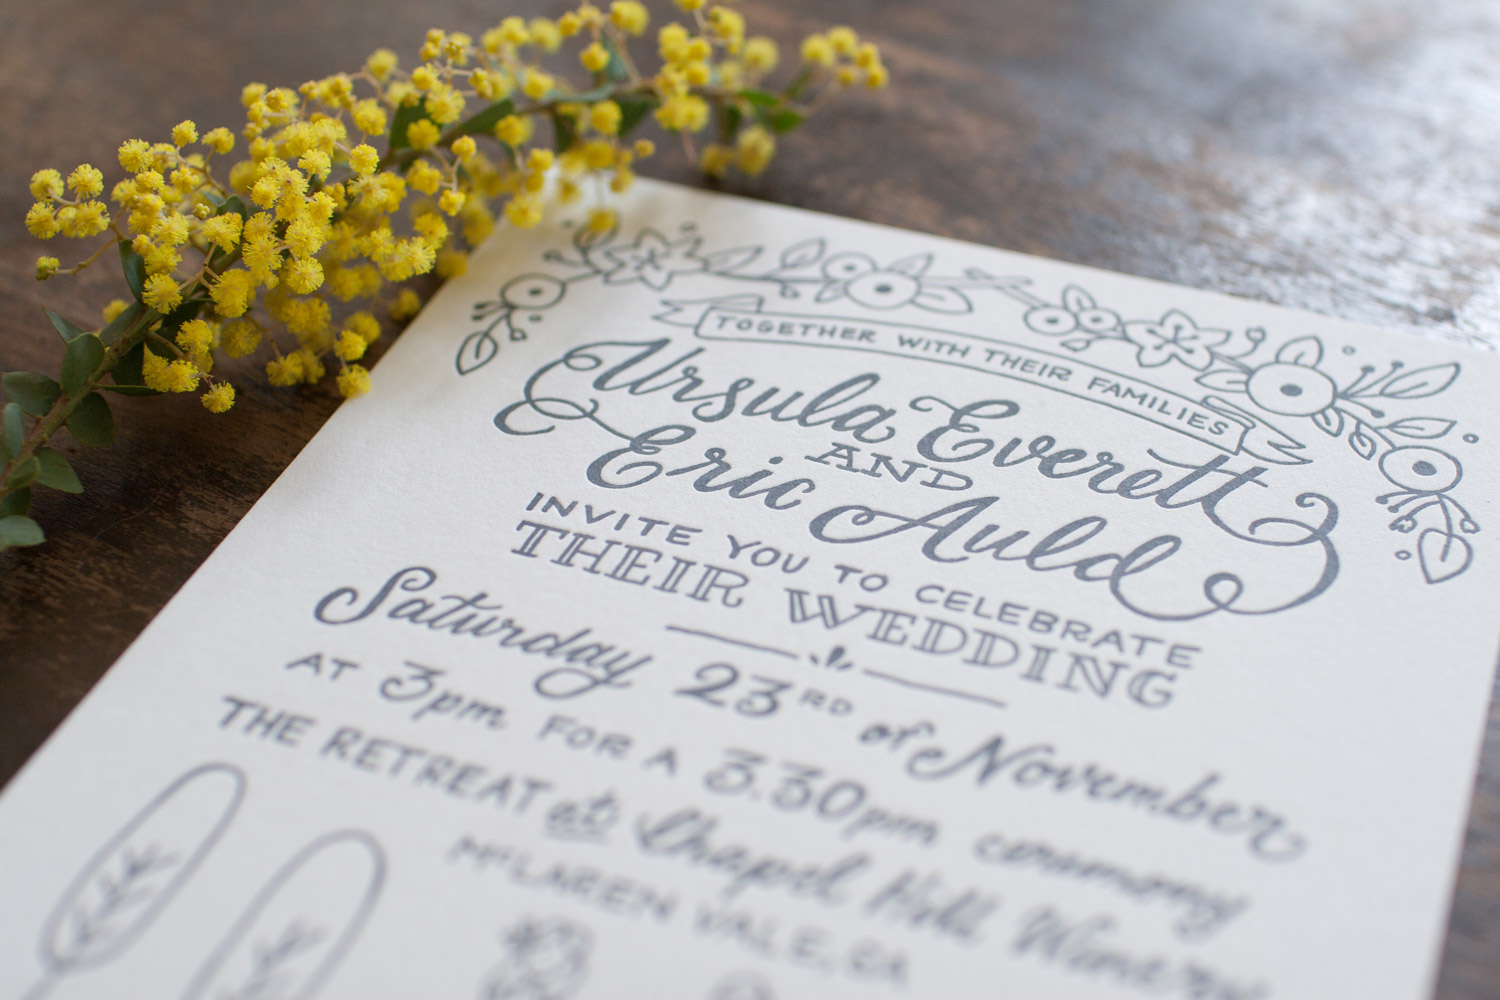 TOGETHER WITH THEIR FAMILIES
Ursula Everett
AND
Eric Auld
INVITE YOU TO CELEBRATE
THEIR WEDDING
Saturday 23RD of November
AT 3pm FOR A 3.30pm ceremony
THE RETREAT at Chapel Hill Winery
McLAREN VALE, SA